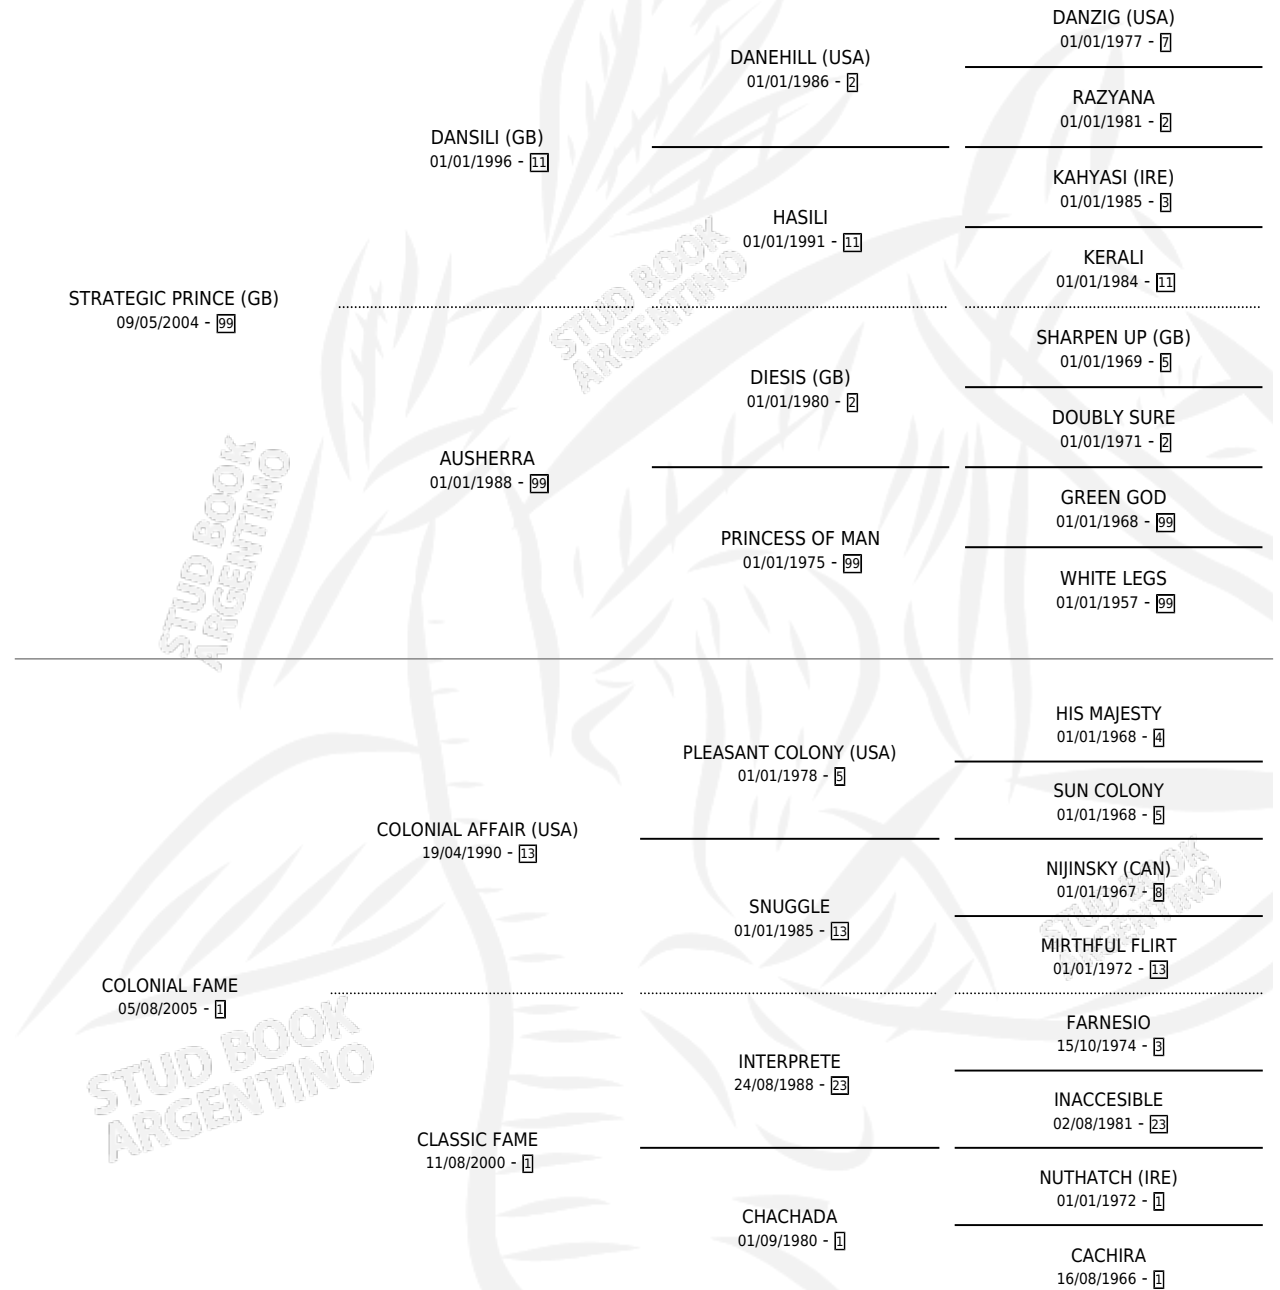 STRATEGIC PRINCE (GB)
09/05/2004 - 99
DANSILI (GB)
01/01/1996 - 11
DANEHILL (USA)
01/01/1986 - 2
DANZIG (USA)
01/01/1977 - 7
RAZYANA
01/01/1981 - 2
HASILI
01/01/1991 - 11
KAHYASI (IRE)
01/01/1985 - 3
KERALI
01/01/1984 - 11
AUSHERRA
01/01/1988 - 99
DIESIS (GB)
01/01/1980 - 2
SHARPEN UP (GB)
01/01/1969 - 5
DOUBLY SURE
01/01/1971 - 2
PRINCESS OF MAN
01/01/1975 - 99
GREEN GOD
01/01/1968 - 99
WHITE LEGS
01/01/1957 - 99
COLONIAL FAME
05/08/2005 - 1
COLONIAL AFFAIR (USA)
19/04/1990 - 13
PLEASANT COLONY (USA)
01/01/1978 - 5
HIS MAJESTY
01/01/1968 - 4
SUN COLONY
01/01/1968 - 5
SNUGGLE
01/01/1985 - 13
NIJINSKY (CAN)
01/01/1967 - 8
MIRTHFUL FLIRT
01/01/1972 - 13
CLASSIC FAME
11/08/2000 - 1
INTERPRETE
24/08/1988 - 23
FARNESIO
15/10/1974 - 3
INACCESIBLE
02/08/1981 - 23
CHACHADA
01/09/1980 - 1
NUTHATCH (IRE)
01/01/1972 - 1
CACHIRA
16/08/1966 - 1
STUD BOOK
ARGENTINO
STUD BOOK
ARGENTINO
STUD BOOK
ARGENTINO
STUD BOOK
ARGENTINO